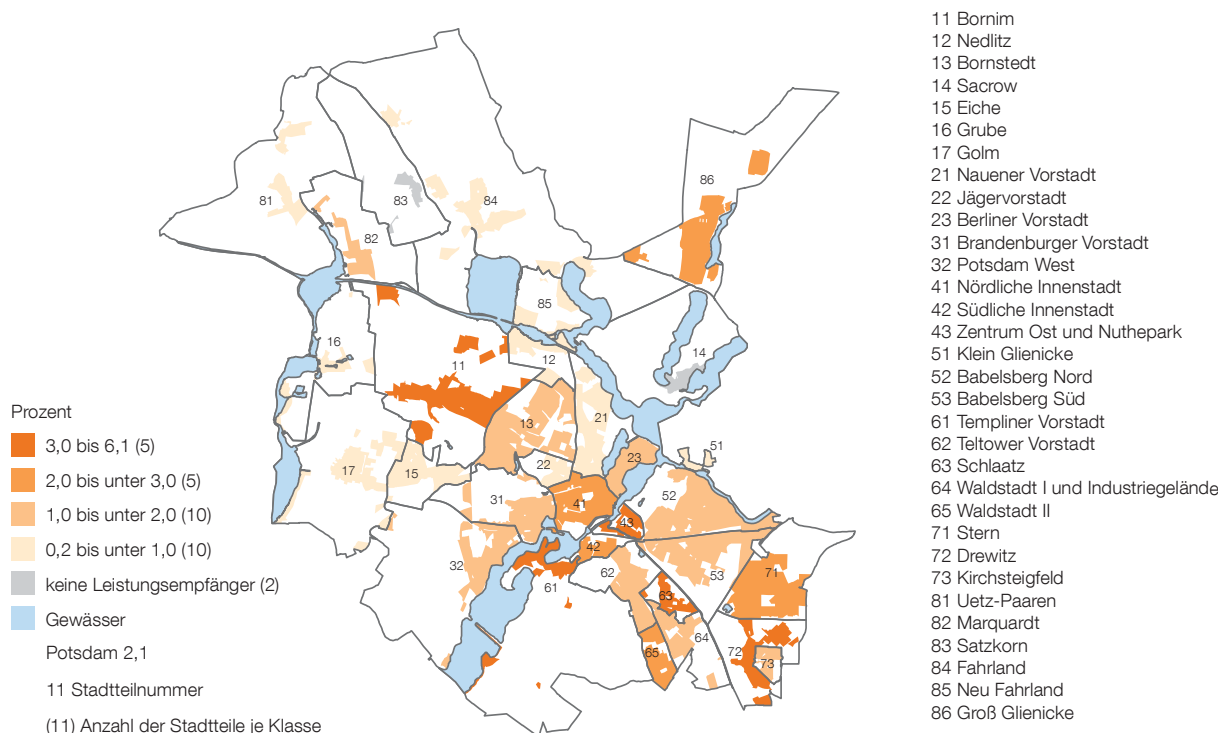 11 Bornim
12 Nedlitz
13 Bornstedt
14 Sacrow
15 Eiche
16 Grube
17 Golm
21 Nauener Vorstadt
22 Jägervorstadt
23 Berliner Vorstadt
31 Brandenburger Vorstadt
32 Potsdam West
41 Nördliche Innenstadt
42 Südliche Innenstadt
43 Zentrum Ost und Nuthepark
51 Klein Glienicke
52 Babelsberg Nord
53 Babelsberg Süd
61 Templiner Vorstadt
62 Teltower Vorstadt
63 Schlaatz
64 Waldstadt I und Industriegelände
65 Waldstadt II
71 Stern
72 Drewitz
73 Kirchsteigfeld
81 Uetz-Paaren
82 Marquardt
83 Satzkorn
84 Fahrland
85 Neu Fahrland
86 Groß Glienicke
86
81
83
84
82
85
16
11
12
14
13
21
17
15
22
23
51
31
41
52
43
32
42
61
62
53
71
63
64
65
72
73
Prozent
3,0 bis 6,1 (5)
2,0 bis unter 3,0 (5)
1,0 bis unter 2,0 (10)
0,2 bis unter 1,0 (10)
keine Leistungsempfänger (2)
Gewässer
Potsdam 2,1
11 Stadtteilnummer
(11) Anzahl der Stadtteile je Klasse